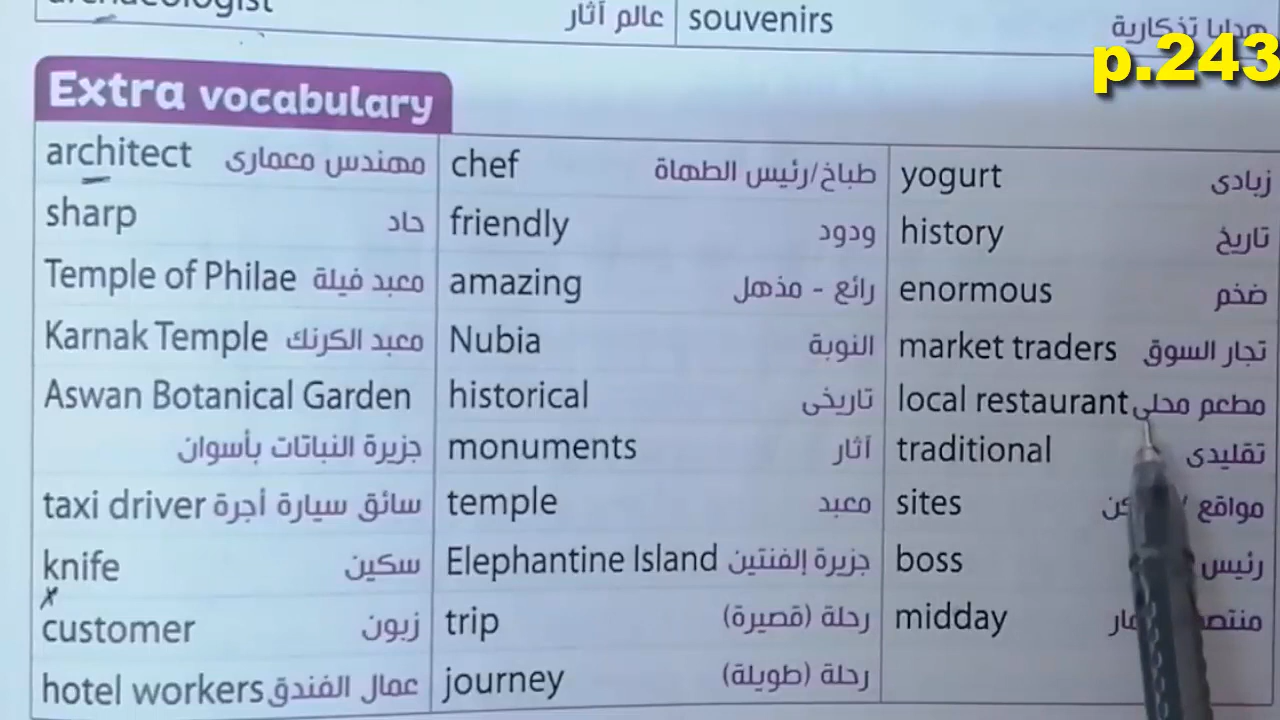 archaeologist عالم آثار souvenirs هدايا تذكارية
p.243
Extra vocabulary
architect مهندس معمارى chef طباخ/رئيس الطهاة yogurt زبادى
sharp حاد friendly ودود history تاريخ
Temple of Philae معبد فيلة amazing رائع - مذهل enormous ضخم
Karnak Temple معبد الكرنك Nubia النوبة market traders تجار السوق
Aswan Botanical Garden historical تاريخى local restaurant مطعم محلى
جزيرة النباتات بأسوان monuments آثار traditional تقليدى
taxi driver سائق سيارة أجرة temple معبد sites مواقع
knife سكين Elephantine Island جزيرة إلفنتين boss رئيس
customer زبون trip رحلة (قصيرة) midday
hotel workers عمال الفندق journey رحلة (طويلة)